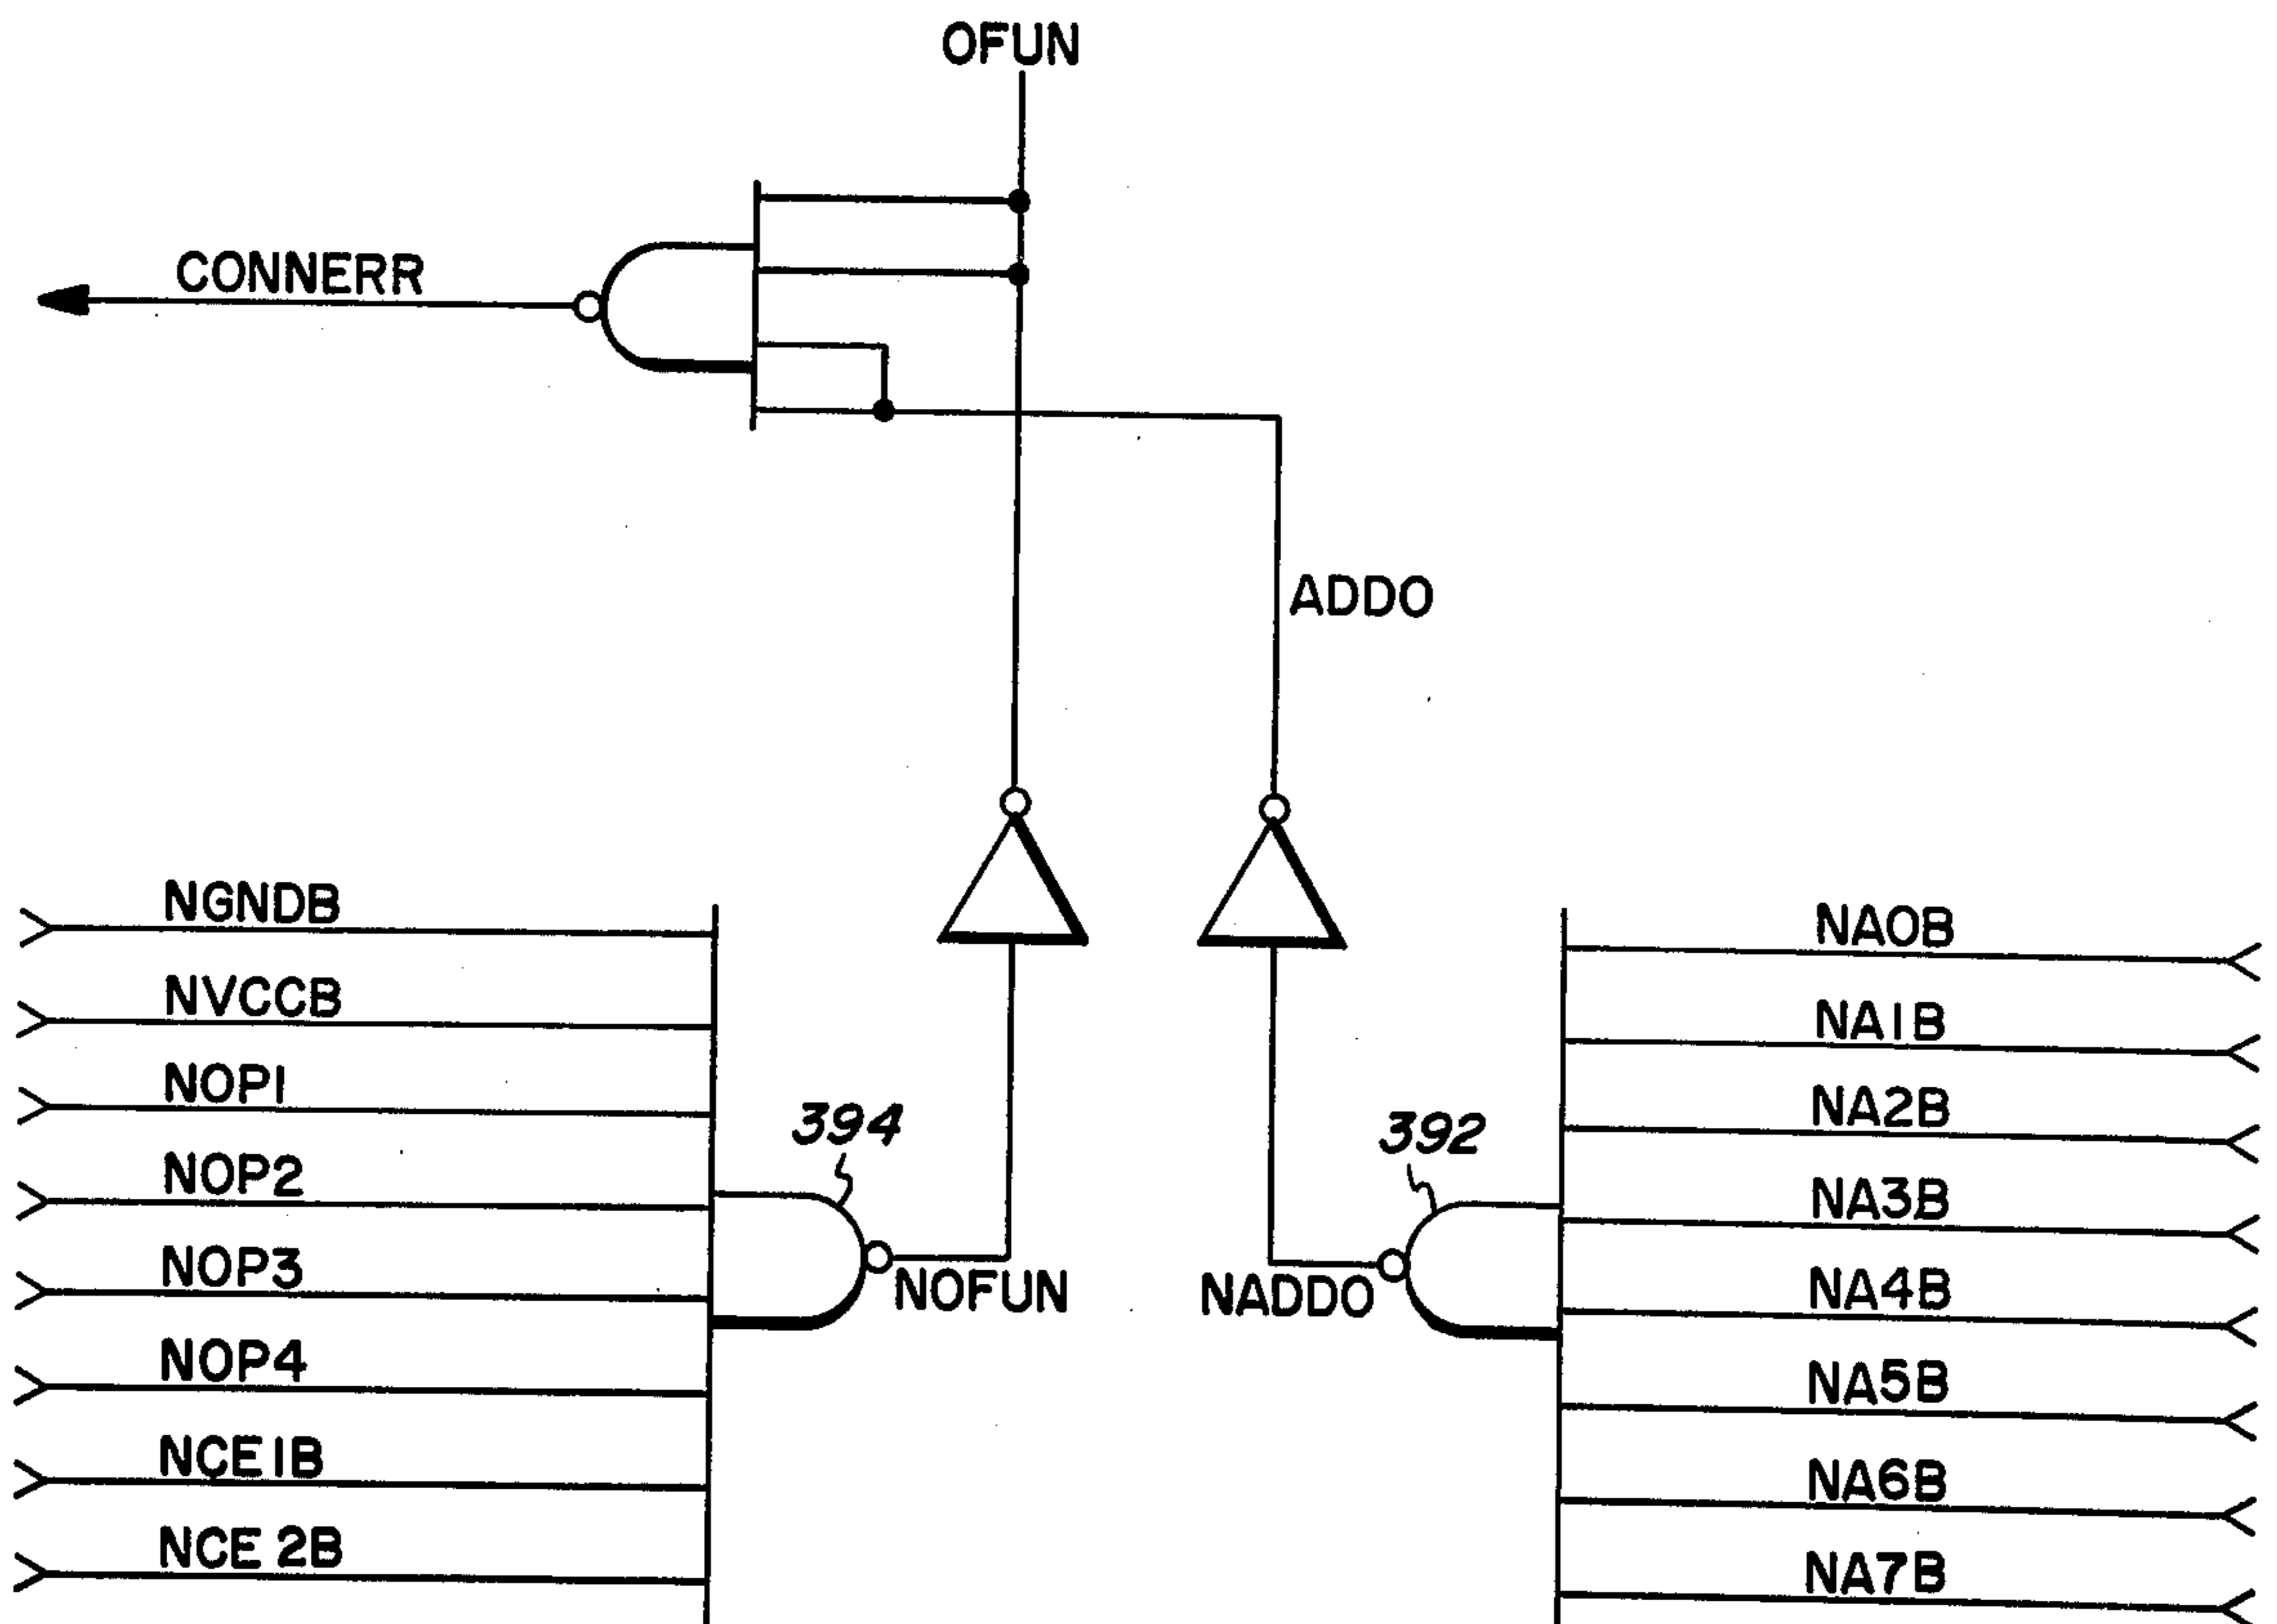 OFUN
CONNERR
ADDO
NGNDB
NVCCB
NOP1
NOP2
NOP3
NOP4
NCE1B
NCE 2B
394
NOFUN
392
NADDO
NA0B
NA1B
NA2B
NA3B
NA4B
NA5B
NA6B
NA7B